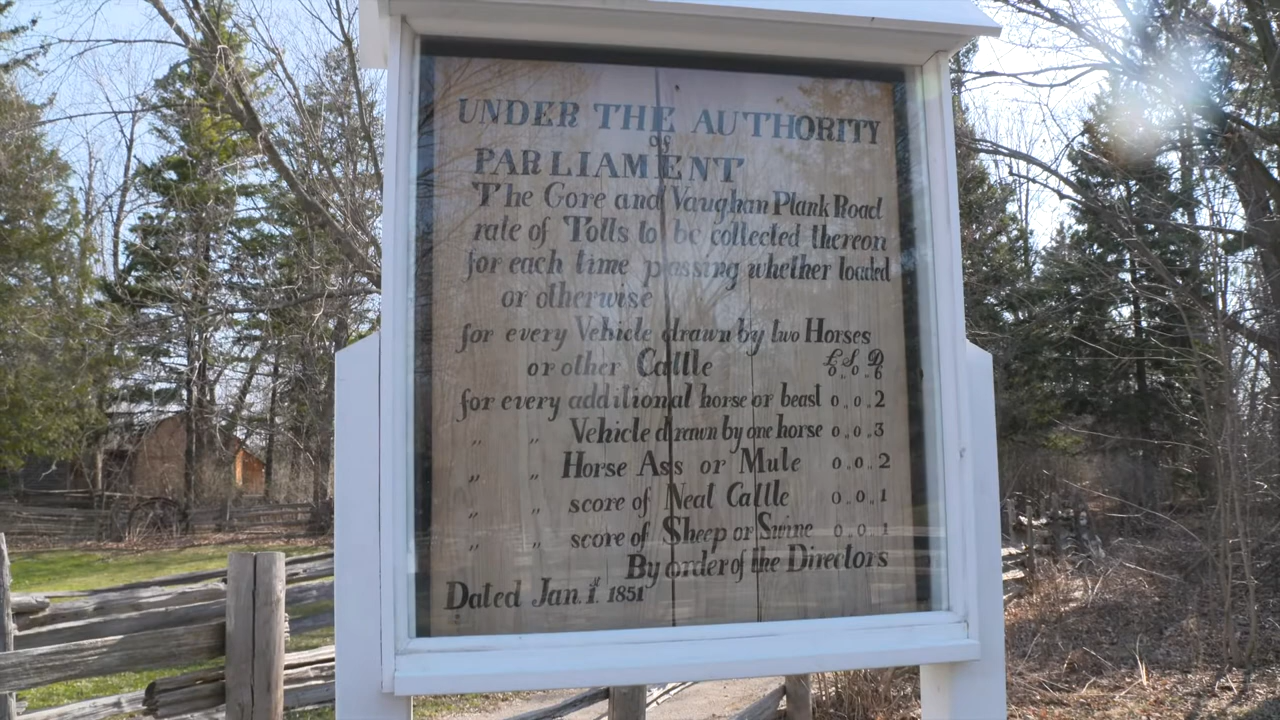 UNDER THE AUTHORITY
of
PARLIAMENT
The Gore and Vaughan Plank Road
rate of Tolls to be collected thereon
for each time passing whether loaded
or otherwise
for every Vehicle drawn by two Horses
or other Cattle £ S D
0 „ 0 „ 6
for every additional horse or beast 0 „ 0 „ 2
„ „ Vehicle drawn by one horse 0 „ 0 „ 3
„ „ Horse Ass or Mule 0 „ 0 „ 2
„ „ score of Neat Cattle 0 „ 0 „ 1
„ „ score of Sheep or Swine 0 „ 0 „ 1
By order of the Directors
Dated Jan. 1st. 1851